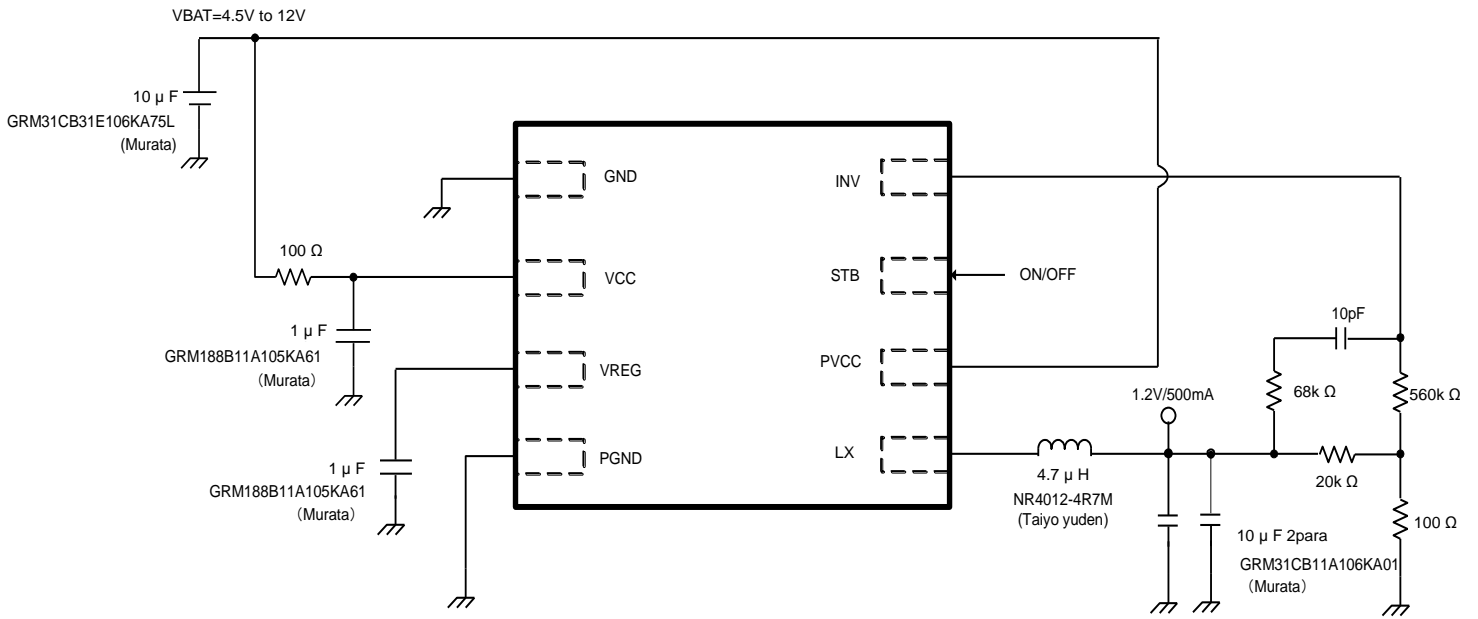 VBAT=4.5V to 12V
10 μ F
GRM31CB31E106KA75L
(Murata)
GND
INV
100 Ω
VCC
STB
ON/OFF
1 μ F
GRM188B11A105KA61
（Murata）
10pF
VREG
PVCC
68k Ω
560k Ω
1.2V/500mA
PGND
LX
1 μ F
GRM188B11A105KA61
（Murata）
4.7 μ H
NR4012-4R7M
(Taiyo yuden)
20k Ω
100 Ω
10 μ F 2para
GRM31CB11A106KA01
（Murata）